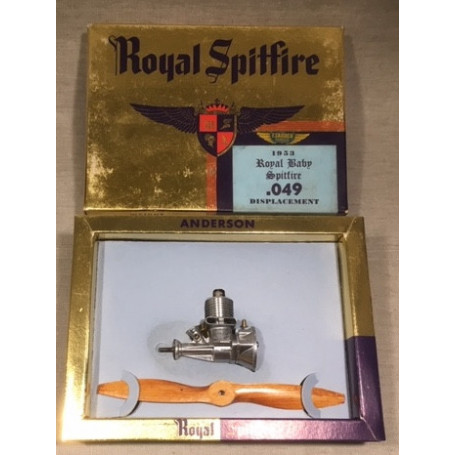 Royal Spitfire
1953
Royal Baby
Spitfire
.049
DISPLACEMENT
ANDERSON
Royal